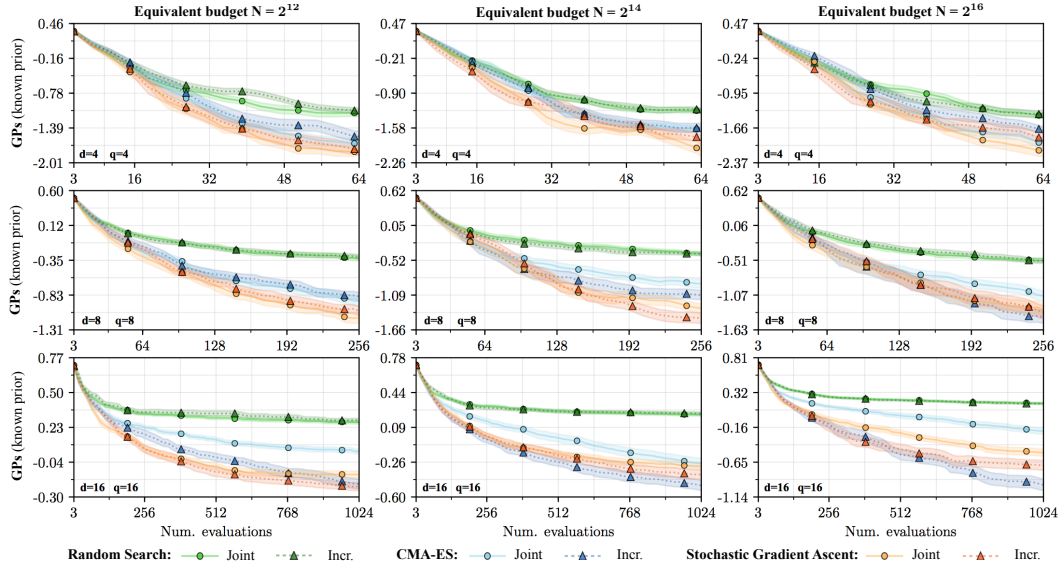 Equivalent budget N = 2^12 Equivalent budget N = 2^14 Equivalent budget N = 2^16
GPs (known prior)
0.46
-0.16
-0.78
-1.39
-2.01
d=4 q=4
3 16 32 48 64
0.47
-0.21
-0.90
-1.58
-2.26
d=4 q=4
3 16 32 48 64
0.46
-0.24
-0.95
-1.66
-2.37
d=4 q=4
3 16 32 48 64
GPs (known prior)
0.60
0.12
-0.35
-0.83
-1.31
d=8 q=8
3 64 128 192 256
0.62
0.05
-0.52
-1.09
-1.66
d=8 q=8
3 64 128 192 256
0.62
0.06
-0.51
-1.07
-1.63
d=8 q=8
3 64 128 192 256
GPs (known prior)
0.77
0.50
0.23
-0.04
-0.30
d=16 q=16
3 256 512 768 1024
Num. evaluations
0.78
0.44
0.09
-0.26
-0.60
d=16 q=16
3 256 512 768 1024
Num. evaluations
0.81
0.32
-0.16
-0.65
-1.14
d=16 q=16
3 256 512 768 1024
Num. evaluations
Random Search: Joint Incr. CMA-ES: Joint Incr. Stochastic Gradient Ascent: Joint Incr.